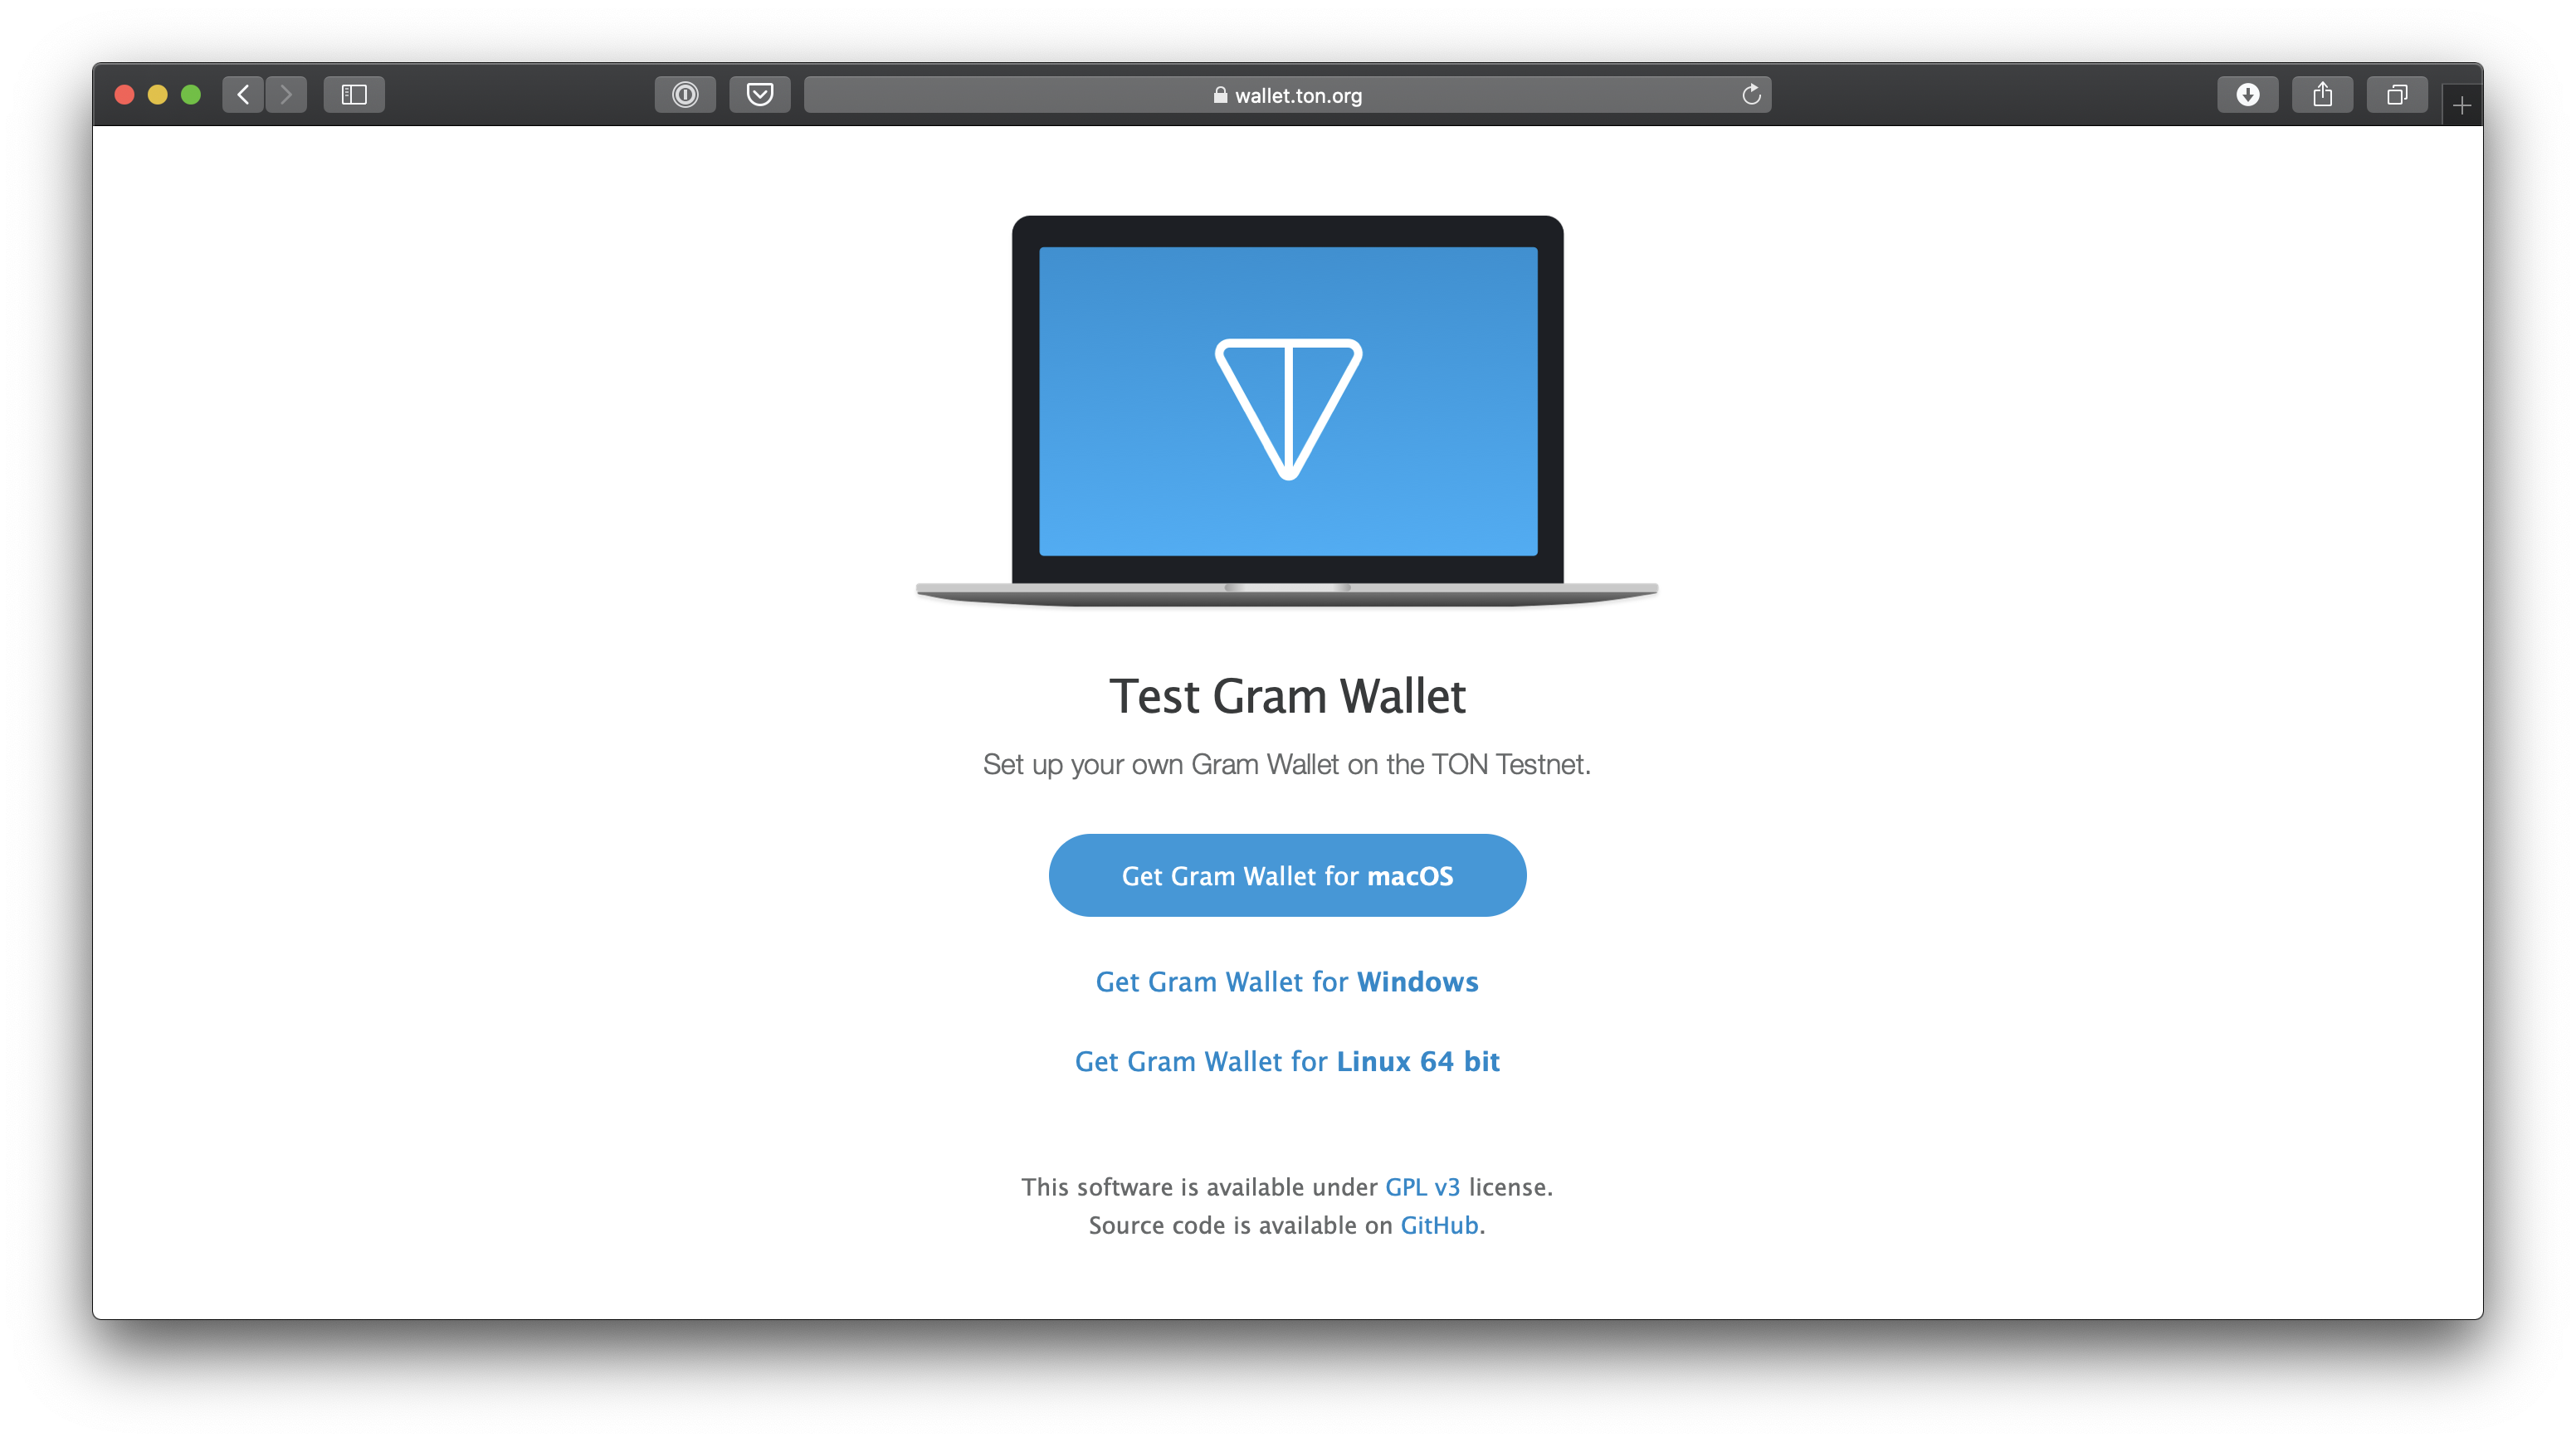 wallet.ton.org
Test Gram Wallet
Set up your own Gram Wallet on the TON Testnet.
Get Gram Wallet for macOS
Get Gram Wallet for Windows
Get Gram Wallet for Linux 64 bit
This software is available under GPL v3 license.
Source code is available on GitHub.